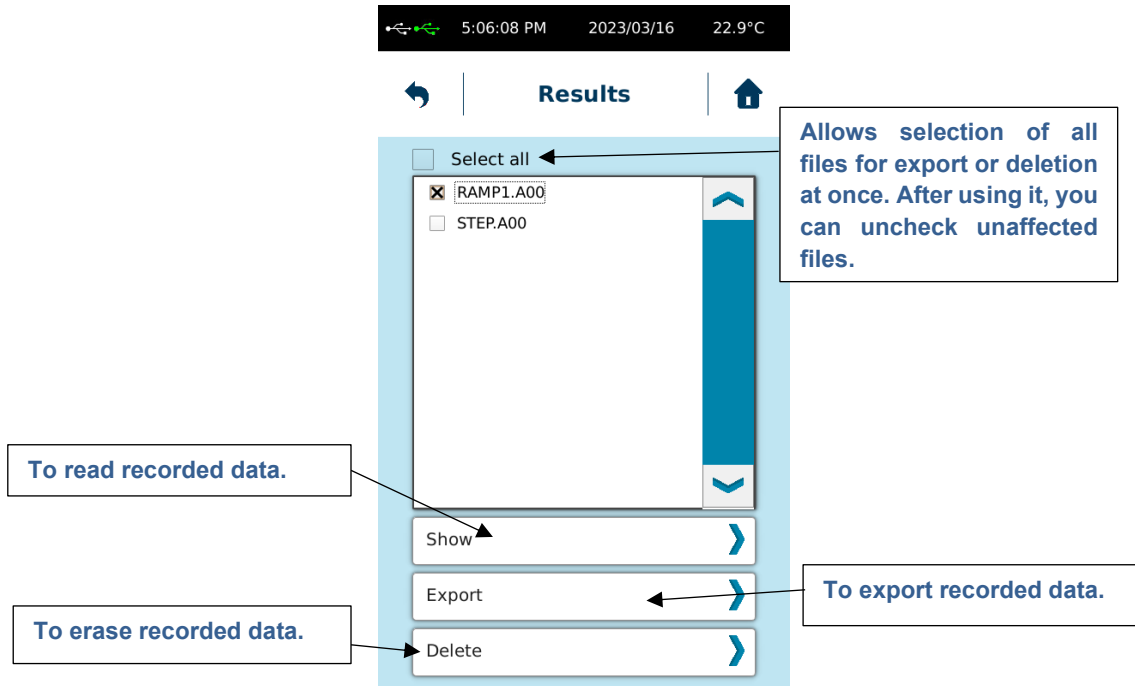 5:06:08 PM 2023/03/16 22.9°C
Results
Select all
Allows selection of all
files for export or deletion
at once. After using it, you
can uncheck unaffected
files.
RAMP1.A00
STEP.A00
To read recorded data.
Show
Export
To export recorded data.
To erase recorded data.
Delete